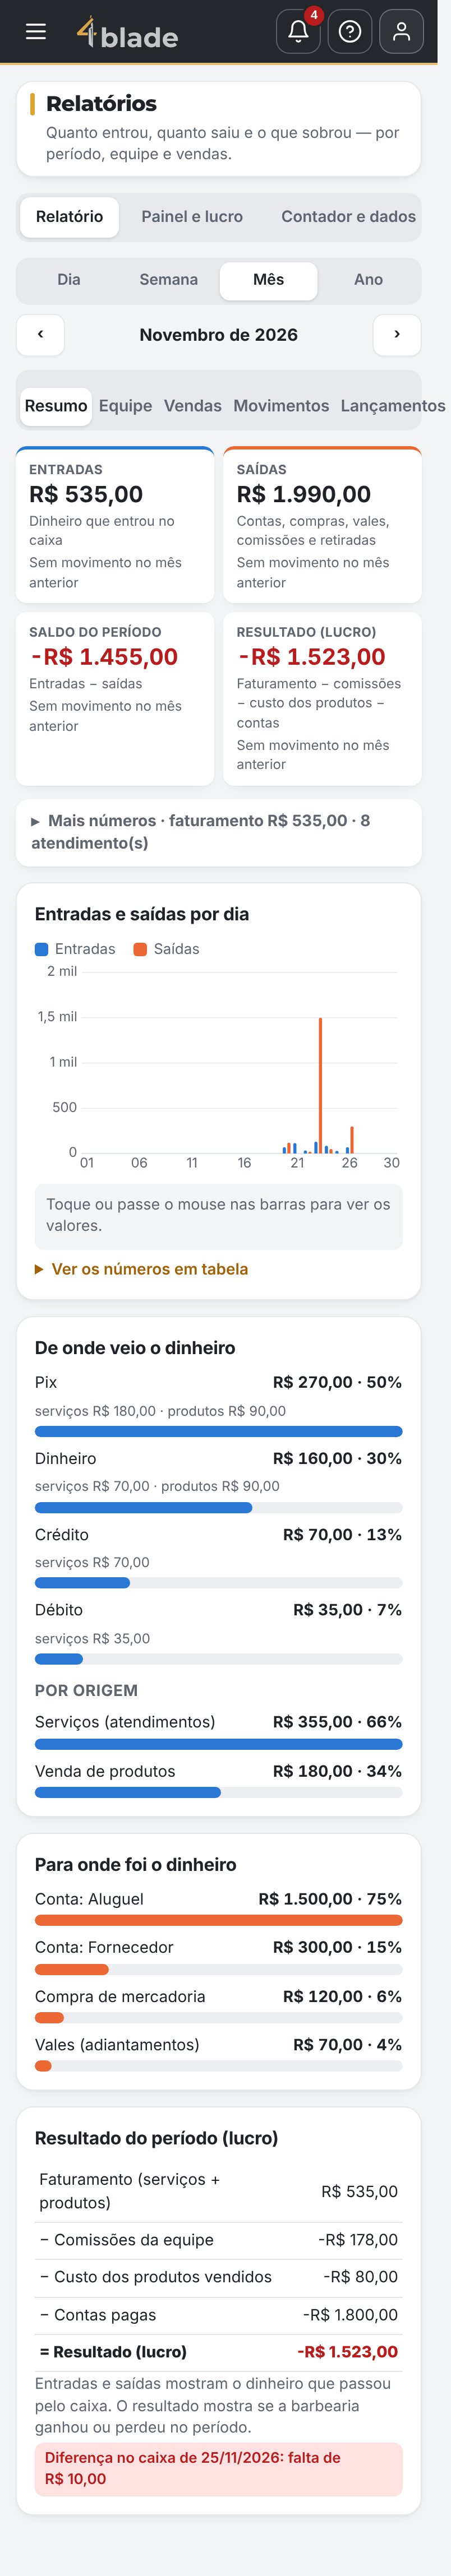 4blade
4
Relatórios
Quanto entrou, quanto saiu e o que sobrou — por
período, equipe e vendas.
Relatório Painel e lucro Contador e dados
Dia Semana Mês Ano
‹ Novembro de 2026 ›
Resumo Equipe Vendas Movimentos Lançamentos
ENTRADAS
R$ 535,00
Dinheiro que entrou no
caixa
Sem movimento no mês
anterior
SAÍDAS
R$ 1.990,00
Contas, compras, vales,
comissões e retiradas
Sem movimento no mês
anterior
SALDO DO PERÍODO
-R$ 1.455,00
Entradas − saídas
Sem movimento no mês
anterior
RESULTADO (LUCRO)
-R$ 1.523,00
Faturamento − comissões
− custo dos produtos −
contas
Sem movimento no mês
anterior
▸ Mais números · faturamento R$ 535,00 · 8
atendimento(s)
Entradas e saídas por dia
Entradas Saídas
2 mil
1,5 mil
1 mil
500
0
01 06 11 16 21 26 30
Toque ou passe o mouse nas barras para ver os
valores.
▸ Ver os números em tabela
De onde veio o dinheiro
Pix R$ 270,00 · 50%
serviços R$ 180,00 · produtos R$ 90,00
Dinheiro R$ 160,00 · 30%
serviços R$ 70,00 · produtos R$ 90,00
Crédito R$ 70,00 · 13%
serviços R$ 70,00
Débito R$ 35,00 · 7%
serviços R$ 35,00
POR ORIGEM
Serviços (atendimentos) R$ 355,00 · 66%
Venda de produtos R$ 180,00 · 34%
Para onde foi o dinheiro
Conta: Aluguel R$ 1.500,00 · 75%
Conta: Fornecedor R$ 300,00 · 15%
Compra de mercadoria R$ 120,00 · 6%
Vales (adiantamentos) R$ 70,00 · 4%
Resultado do período (lucro)
Faturamento (serviços +
produtos) R$ 535,00
− Comissões da equipe -R$ 178,00
− Custo dos produtos vendidos -R$ 80,00
− Contas pagas -R$ 1.800,00
= Resultado (lucro) -R$ 1.523,00
Entradas e saídas mostram o dinheiro que passou
pelo caixa. O resultado mostra se a barbearia
ganhou ou perdeu no período.
Diferença no caixa de 25/11/2026: falta de
R$ 10,00